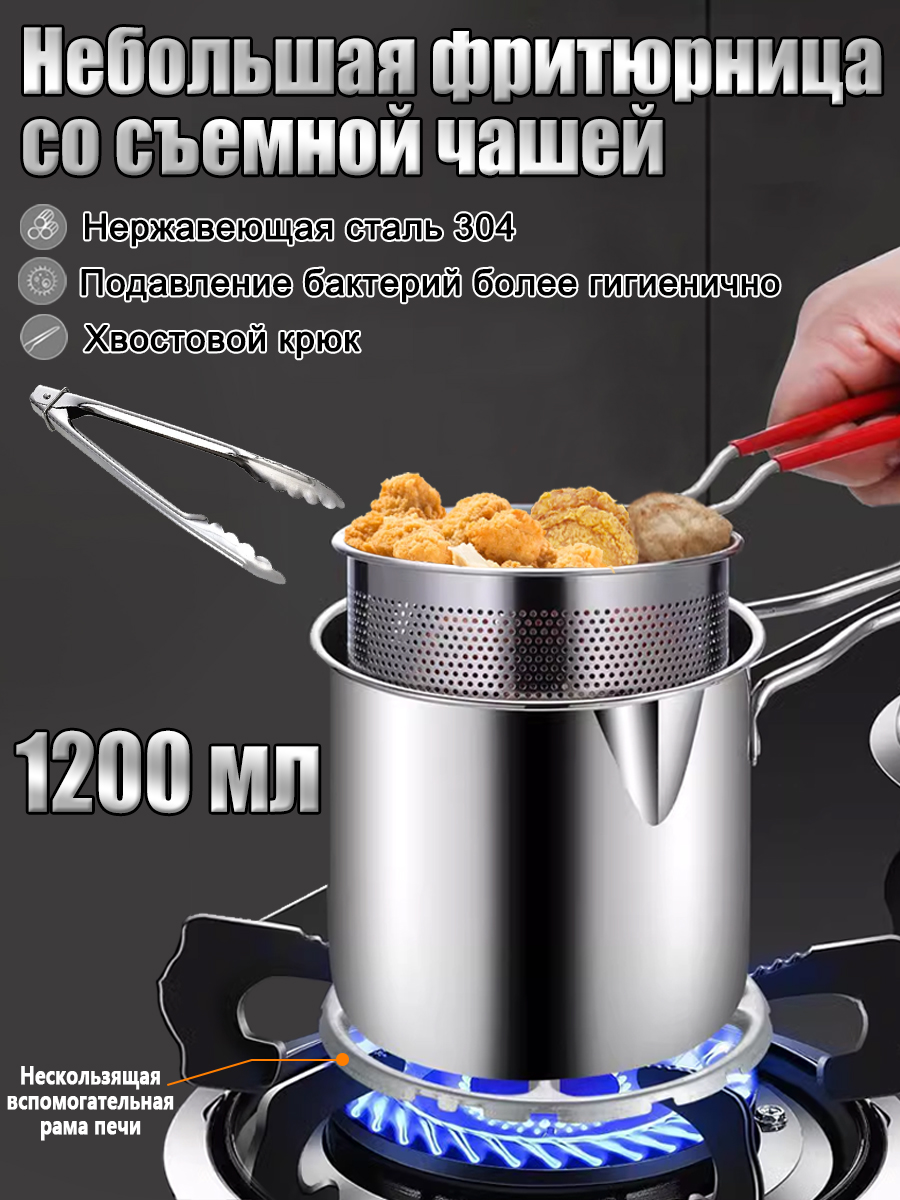 Небольшая фритюрница
со съемной чашей
Нержавеющая сталь 304
Подавление бактерий более гигиенично
Хвостовой крюк
1200 мл
Нескользящая
вспомогательная
рама печи